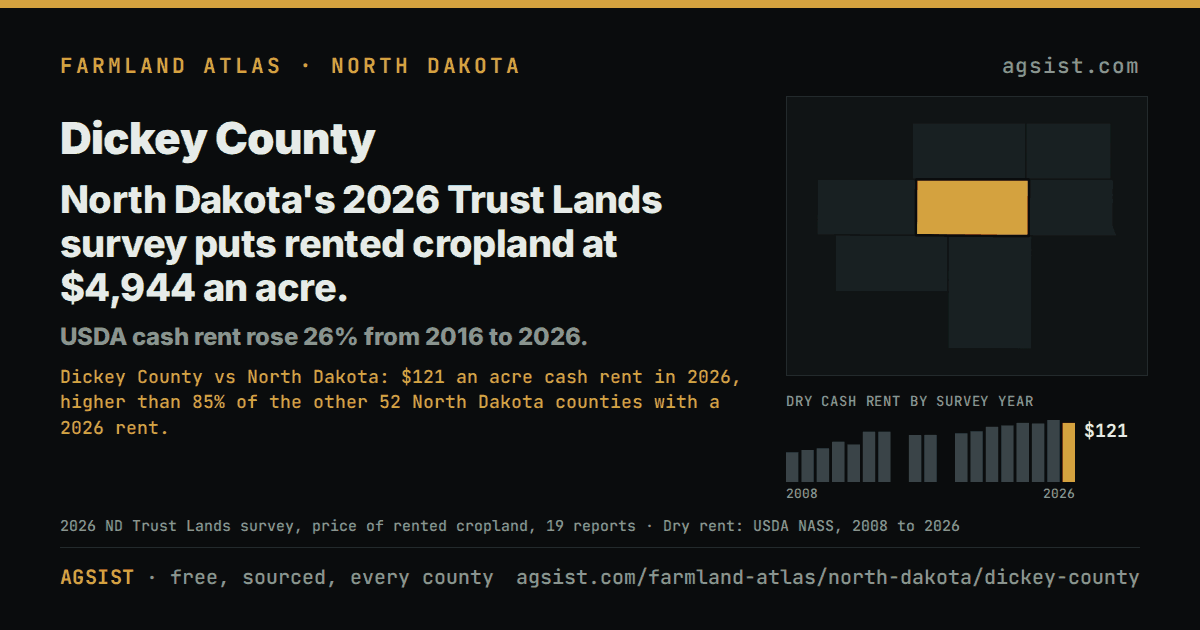 FARMLAND ATLAS · NORTH DAKOTA
agsist.com
Dickey County
North Dakota's 2026 Trust Lands
survey puts rented cropland at
$4,944 an acre.
USDA cash rent rose 26% from 2016 to 2026.
Dickey County vs North Dakota: $121 an acre cash rent in 2026,
higher than 85% of the other 52 North Dakota counties with a
2026 rent.
DRY CASH RENT BY SURVEY YEAR
$121
2008
2026
2026 ND Trust Lands survey, price of rented cropland, 19 reports · Dry rent: USDA NASS, 2008 to 2026
AGSIST · free, sourced, every county
agsist.com/farmland-atlas/north-dakota/dickey-county